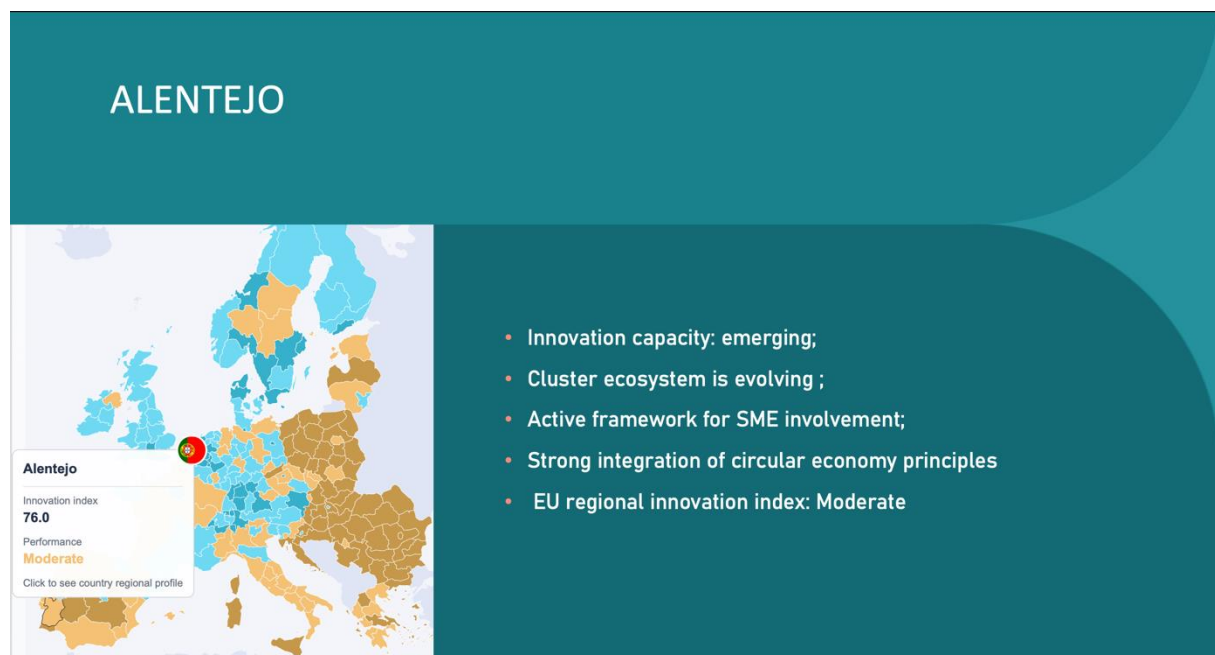 ALENTEJO
Alentejo
Innovation index
76.0
Performance
Moderate
Click to see country regional profile
• Innovation capacity: emerging;
• Cluster ecosystem is evolving ;
• Active framework for SME involvement;
• Strong integration of circular economy principles
• EU regional innovation index: Moderate